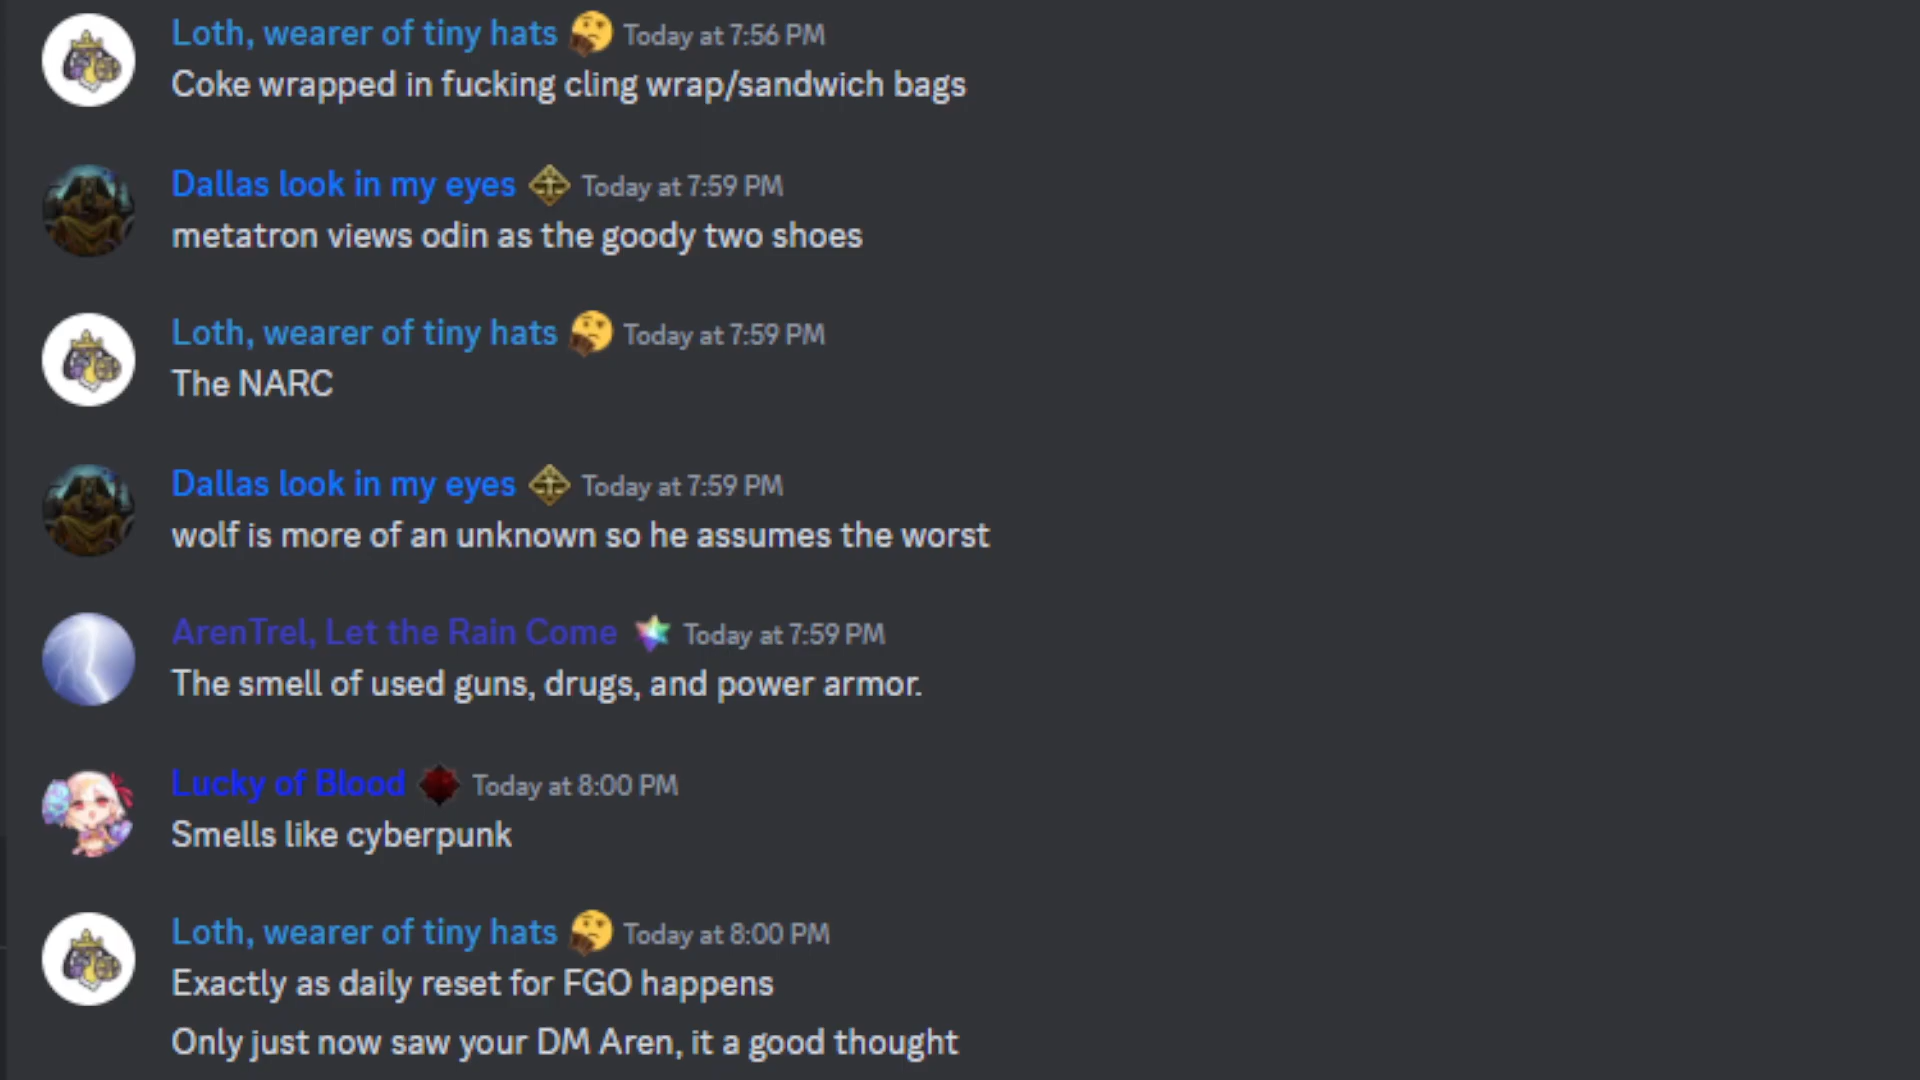 Loth, wearer of tiny hats Today at 7:56 PM
Coke wrapped in fucking cling wrap/sandwich bags
Dallas look in my eyes Today at 7:59 PM
metatron views odin as the goody two shoes
Loth, wearer of tiny hats Today at 7:59 PM
The NARC
Dallas look in my eyes Today at 7:59 PM
wolf is more of an unknown so he assumes the worst
ArenTrel, Let the Rain Come Today at 7:59 PM
The smell of used guns, drugs, and power armor.
Lucky of Blood Today at 8:00 PM
Smells like cyberpunk
Loth, wearer of tiny hats Today at 8:00 PM
Exactly as daily reset for FGO happens
Only just now saw your DM Aren, it a good thought